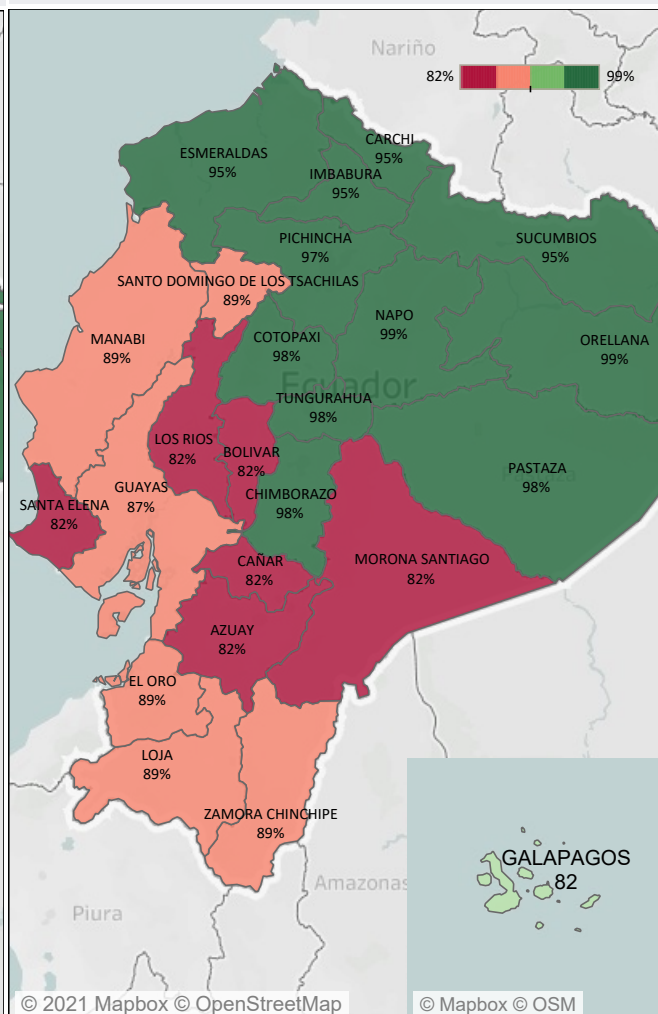 Nariño
82%
99%
CARCHI
95%
ESMERALDAS
95%
IMBABURA
95%
PICHINCHA
97%
SUCUMBIOS
95%
SANTO DOMINGO DE LOS TSACHILAS
89%
NAPO
99%
MANABI
89%
COTOPAXI
98%
ORELLANA
99%
Ecuador
TUNGURAHUA
98%
LOS RIOS
82%
BOLIVAR
82%
PASTAZA
98%
GUAYAS
87%
CHIMBORAZO
98%
SANTA ELENA
82%
CAÑAR
82%
MORONA SANTIAGO
82%
AZUAY
82%
EL ORO
89%
LOJA
89%
ZAMORA CHINCHIPE
89%
GALAPAGOS
82
Amazonas
Piura
© 2021 Mapbox © OpenStreetMap
© Mapbox © OSM